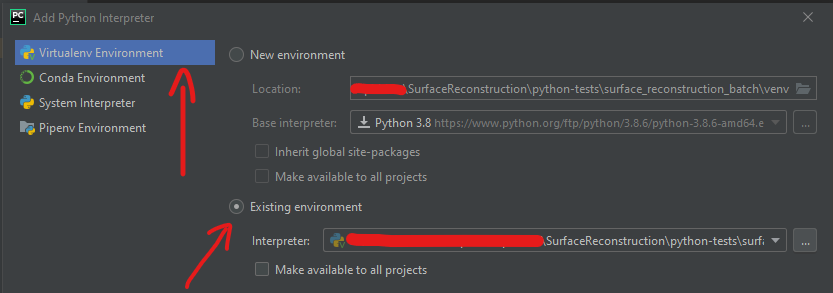 PC
Add Python Interpreter
Virtualenv Environment
Conda Environment
System Interpreter
Pipenv Environment
New environment
Location: \SurfaceReconstruction\python-tests\surface_reconstruction_batch\venv
Base interpreter: Python 3.8 https://www.python.org/ftp/python/3.8.6/python-3.8.6-amd64.e ...
Inherit global site-packages
Make available to all projects
Existing environment
Interpreter: \SurfaceReconstruction\python-tests\surfa ...
Make available to all projects